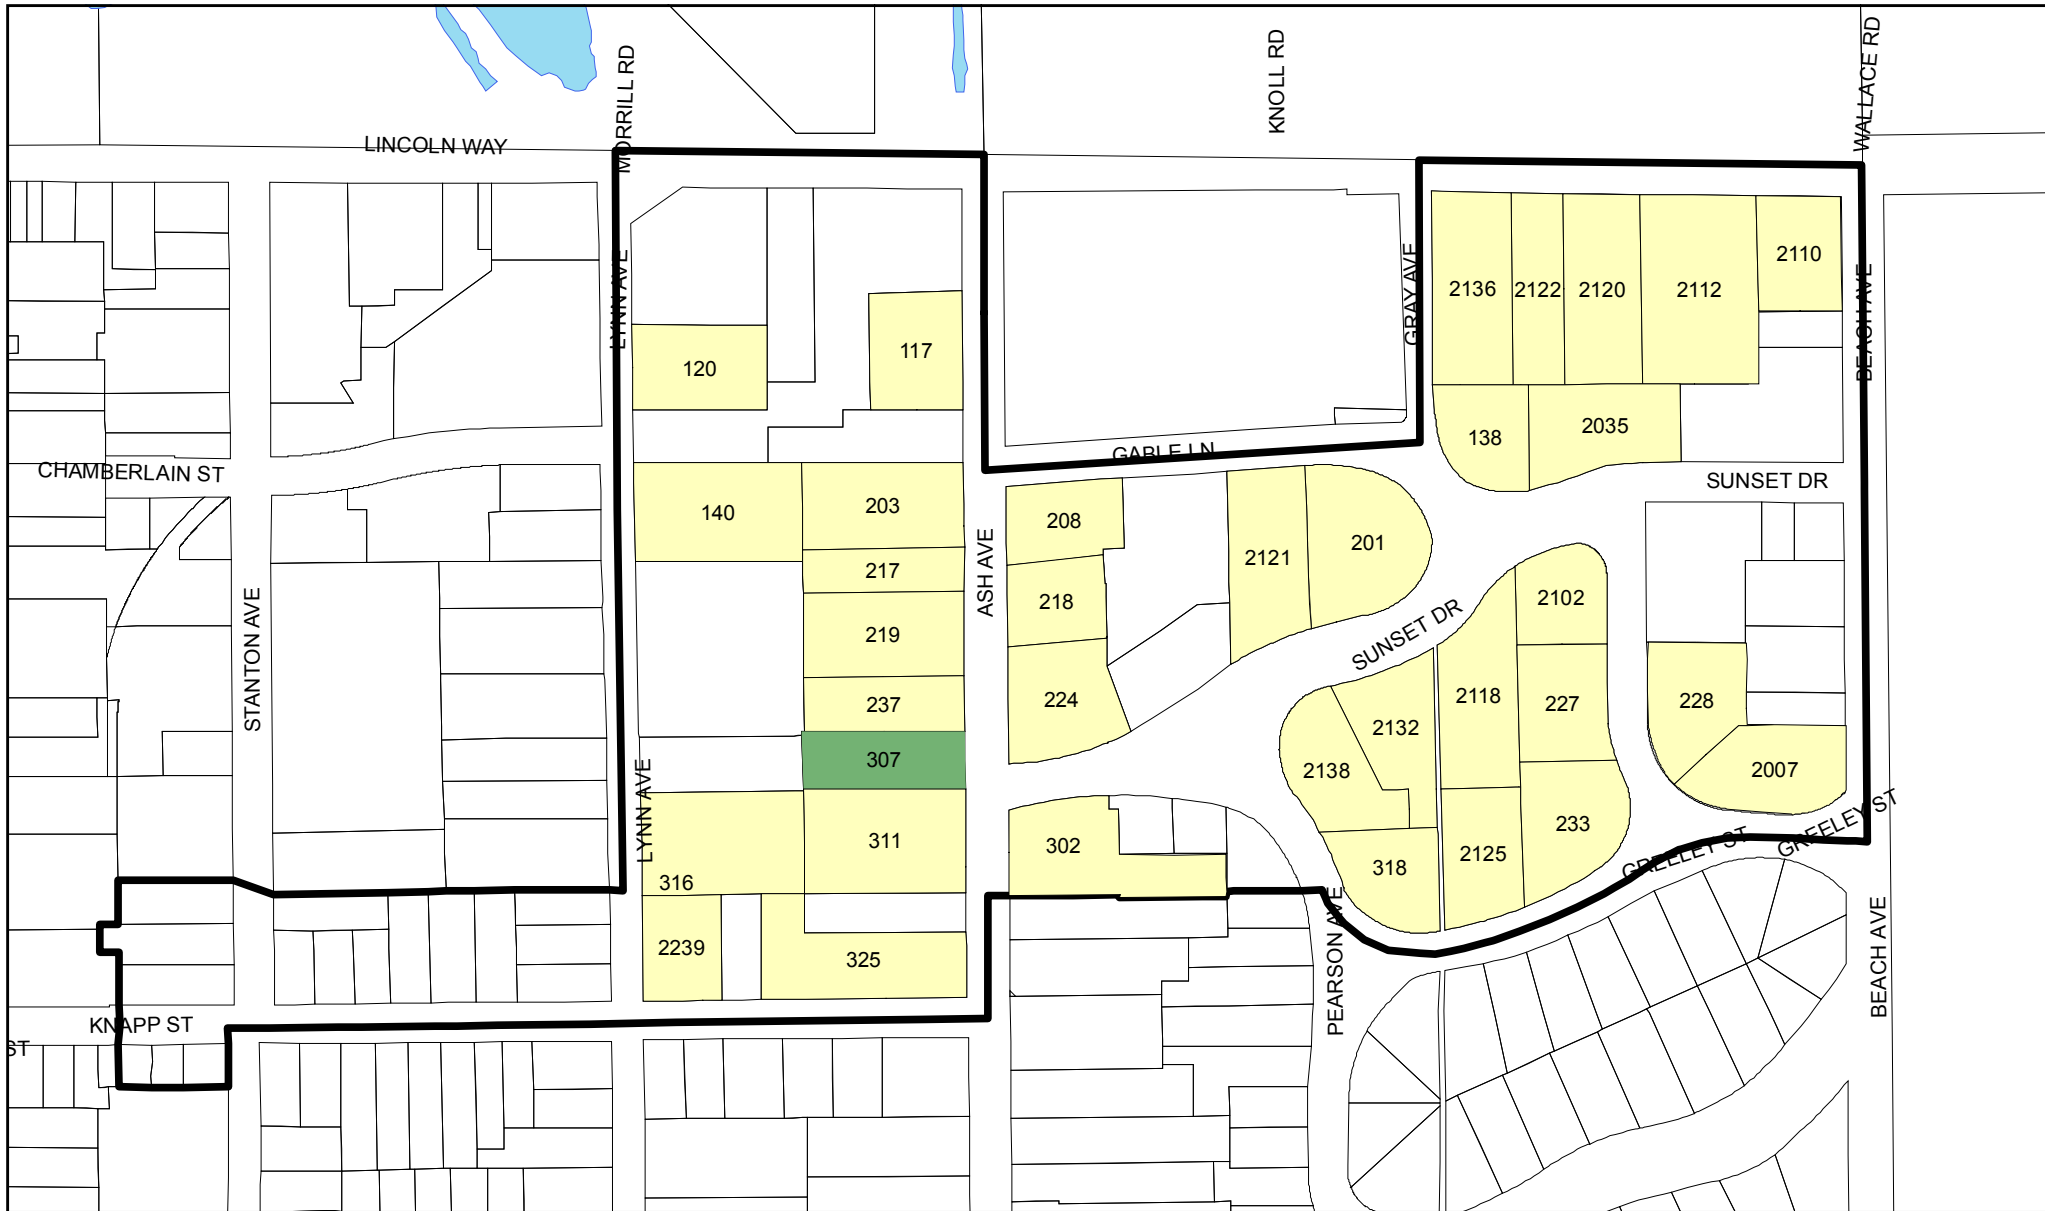 KNOLL RD
WALLACE RD
MORRILL RD
LINCOLN WAY
2110
2136
2122
2120
2112
LYNN AVE
GRAY AVE
BEACH AVE
117
120
138
2035
GABLE LN
CHAMBERLAIN ST
SUNSET DR
140
203
208
201
2121
217
ASH AVE
218
2102
219
STANTON AVE
SUNSET DR
237
224
2118
227
228
2132
307
2138
2007
LYNN AVE
311
302
233
GREELEY ST
GREELEY ST
316
318
2125
2239
325
PEARSON AVE
BEACH AVE
KNAPP ST
ST